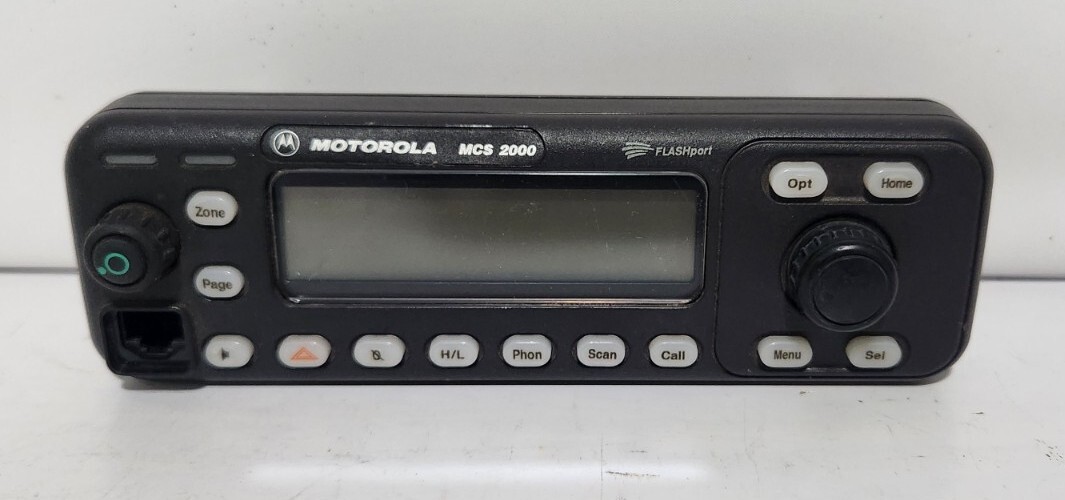 MOTOROLA MCS 2000
FLASHport
Opt Home
Zone
Page
H/L Phon Scan Call
Menu Sel